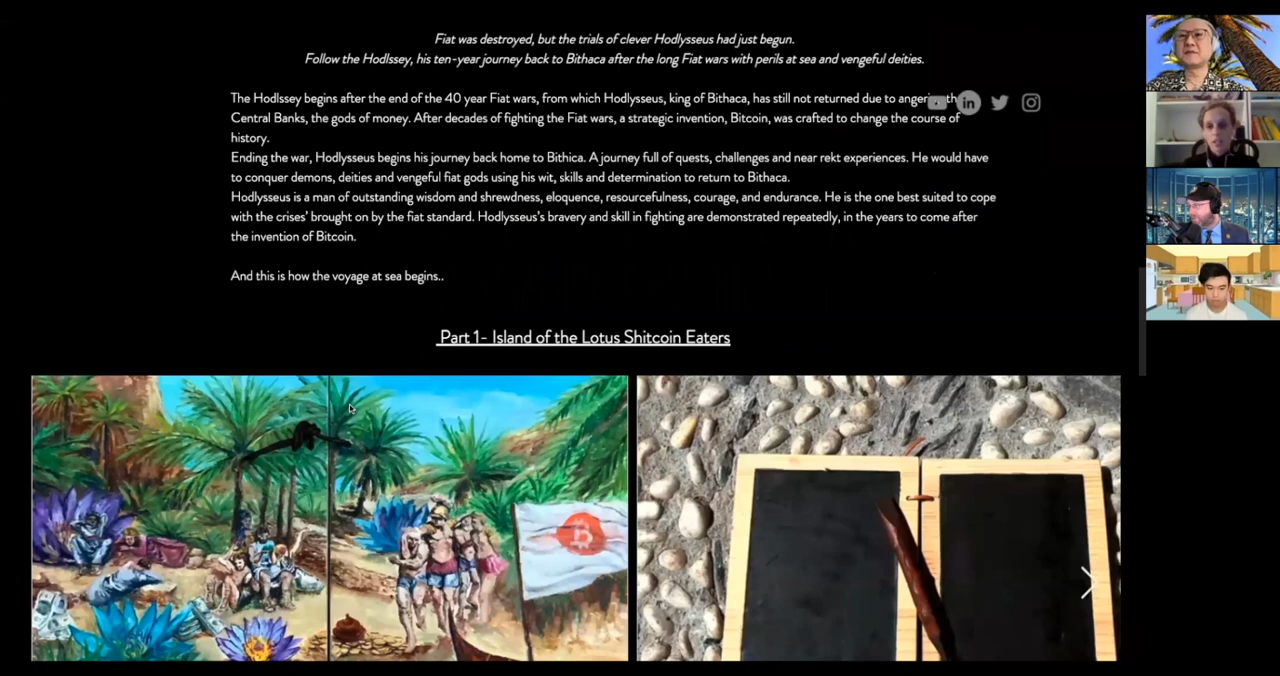 Fiat was destroyed, but the trials of clever Hodlysseus had just begun.
Follow the Hodlssey, his ten-year journey back to Bithaca after the long Fiat wars with perils at sea and vengeful deities.
The Hodlssey begins after the end of the 40 year Fiat wars, from which Hodlysseus, king of Bithaca, has still not returned due to
Central Banks, the gods of money. After decades of fighting the Fiat wars, a strategic invention, Bitcoin, was crafted to change the course of
history.
Ending the war, Hodlysseus begins his journey back home to Bithica. A journey full of quests, challenges and near rekt experiences. He would have
to conquer demons, deities and vengeful fiat gods using his wit, skills and determination to return to Bithaca.
Hodlysseus is a man of outstanding wisdom and shrewdness, eloquence, resourcefulness, courage, and endurance. He is the one best suited to cope
with the crises' brought on by the fiat standard. Hodlysseus's bravery and skill in fighting are demonstrated repeatedly, in the years to come after
the invention of Bitcoin.
And this is how the voyage at sea begins..
Part 1- Island of the Lotus Shitcoin Eaters